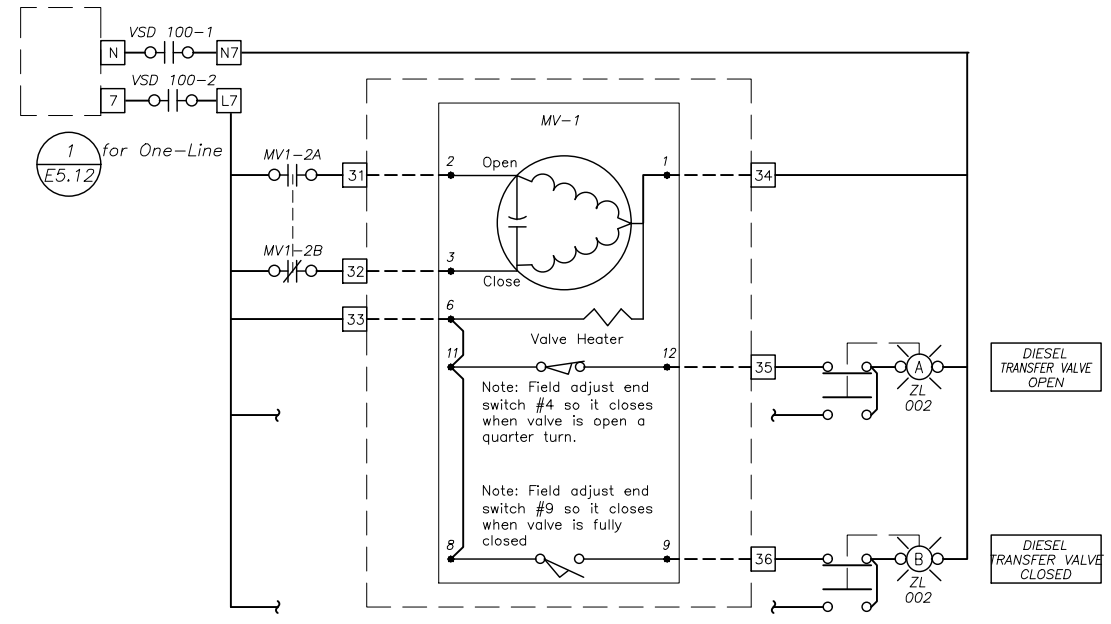 N
VSD 100-1
N7
7
VSD 100-2
L7
1
E5.12
for One-Line
MV-1
MV1-2A
31
2
Open
1
34
MV1-2B
32
3
Close
33
6
Valve Heater
11
12
35
A
ZL
002
DIESEL
TRANSFER VALVE
OPEN
Note: Field adjust end
switch #4 so it closes
when valve is open a
quarter turn.
Note: Field adjust end
switch #9 so it closes
when valve is fully
closed
8
9
36
B
ZL
002
DIESEL
TRANSFER VALVE
CLOSED